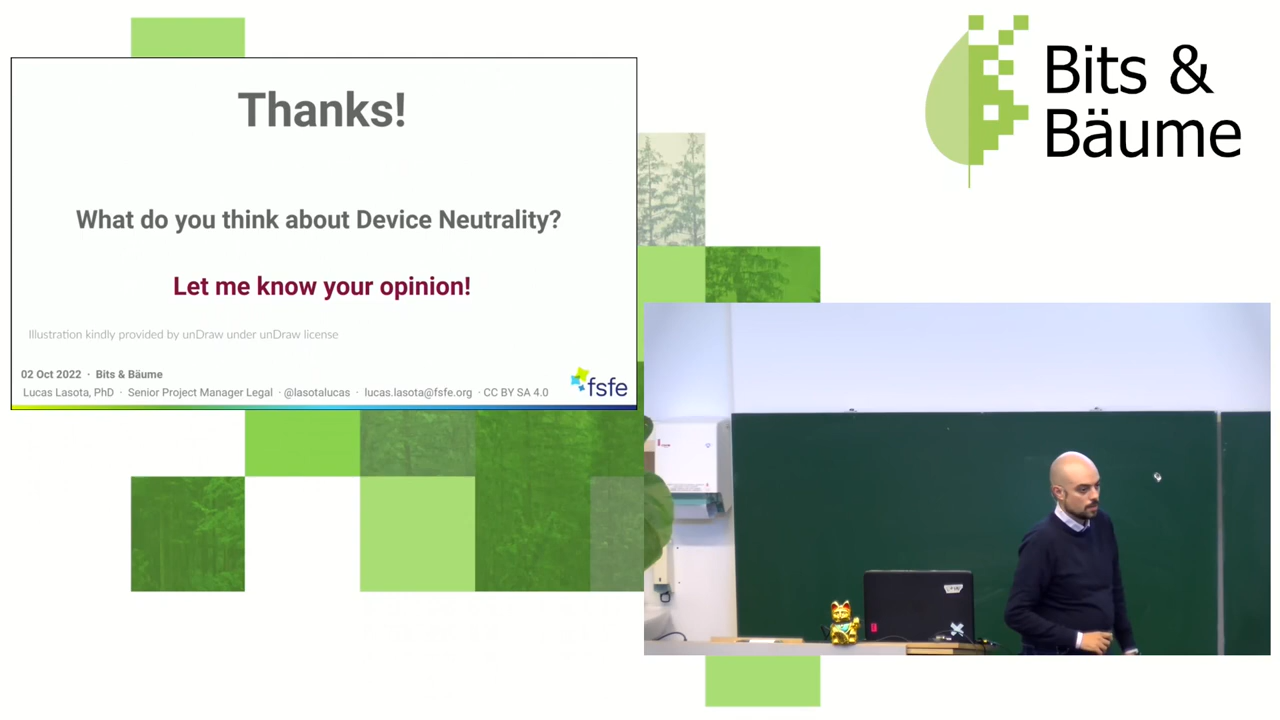 Thanks!
What do you think about Device Neutrality?
Let me know your opinion!
Illustration kindly provided by unDraw under unDraw license
02 Oct 2022 · Bits & Bäume
Lucas Lasota, PhD · Senior Project Manager Legal · @lasotalucas · lucas.lasota@fsfe.org · CC BY SA 4.0
fsfe
Bits &
Bäume